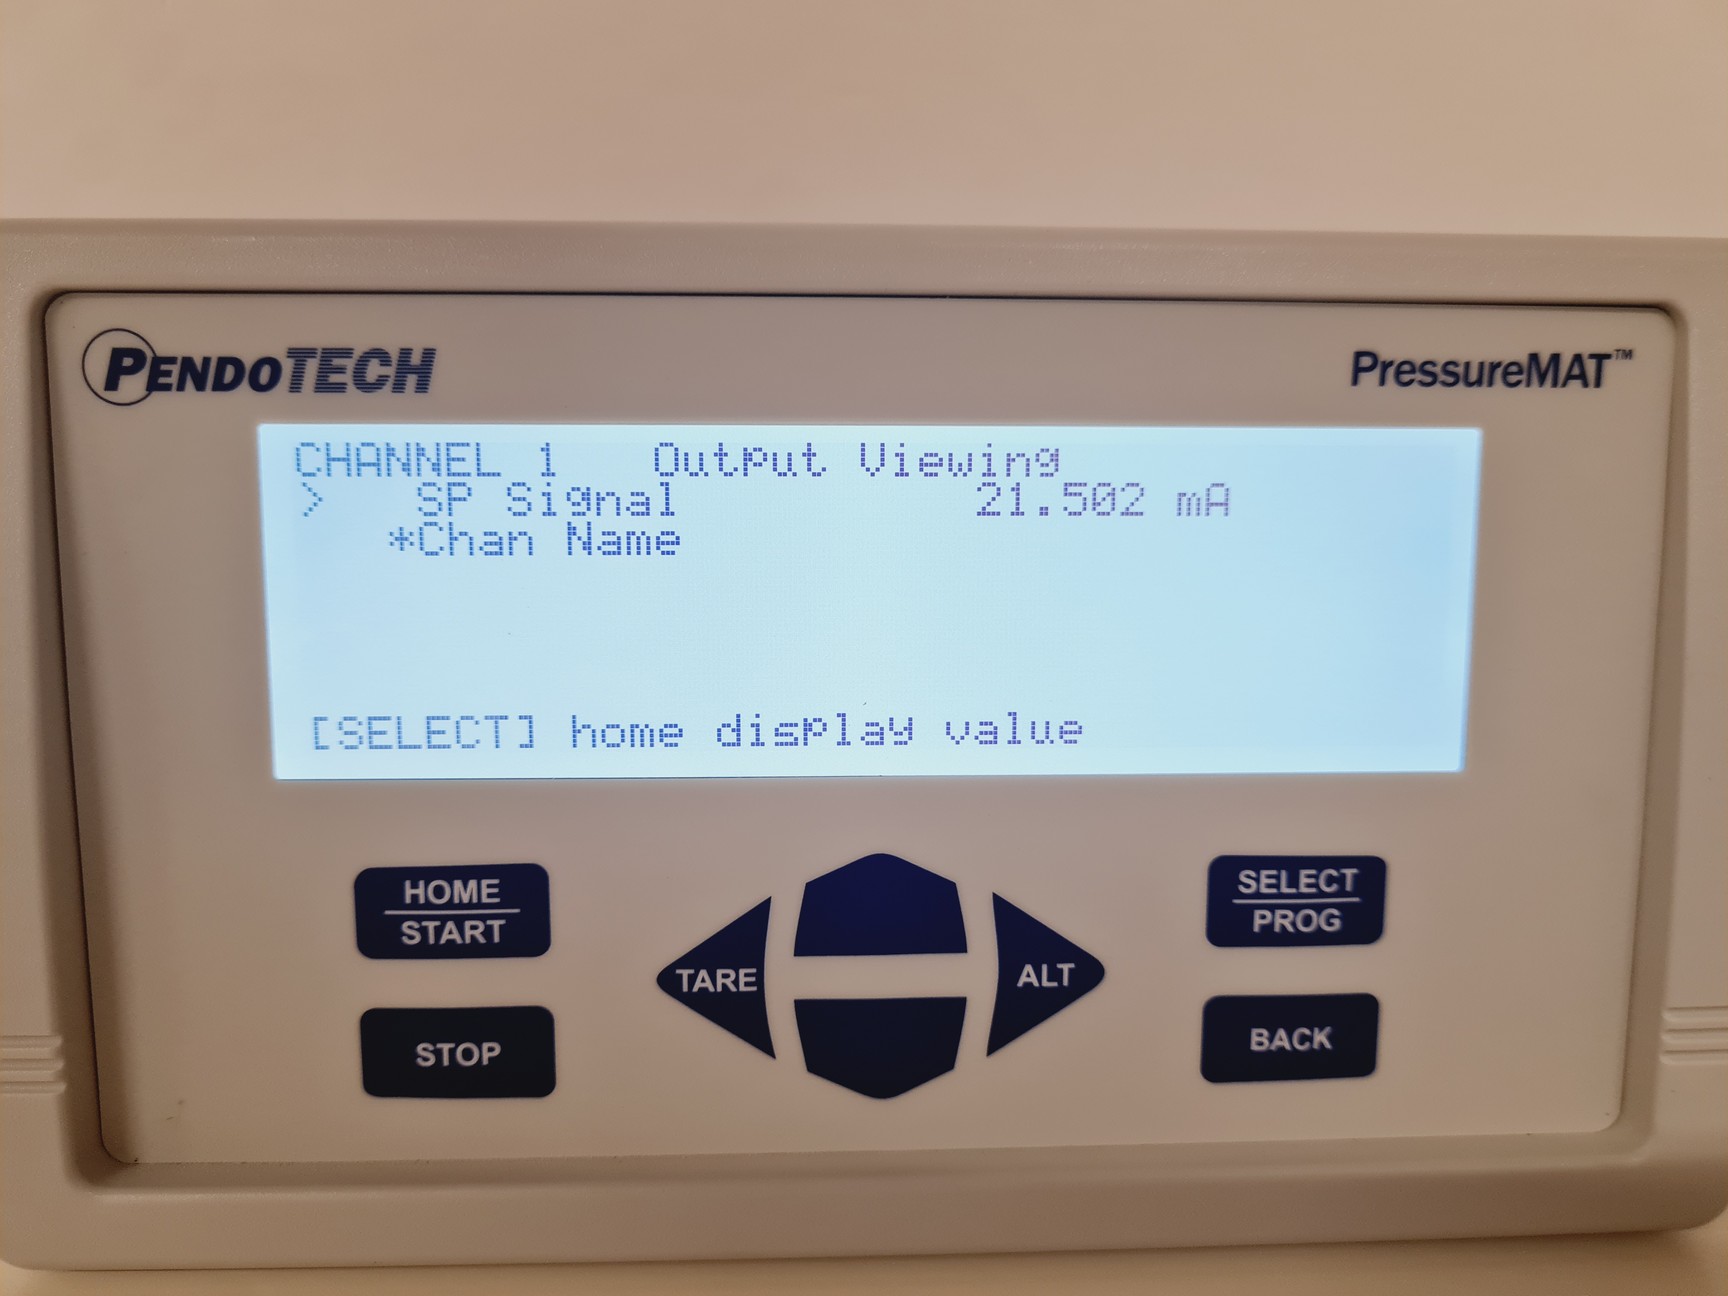 PENDOTECH
PressureMAT™
CHANNEL 1 Output Viewing
> SP Signal 21.502 mA
*Chan Name
[SELECT] home display value
HOME
START
SELECT
PROG
TARE
ALT
STOP
BACK